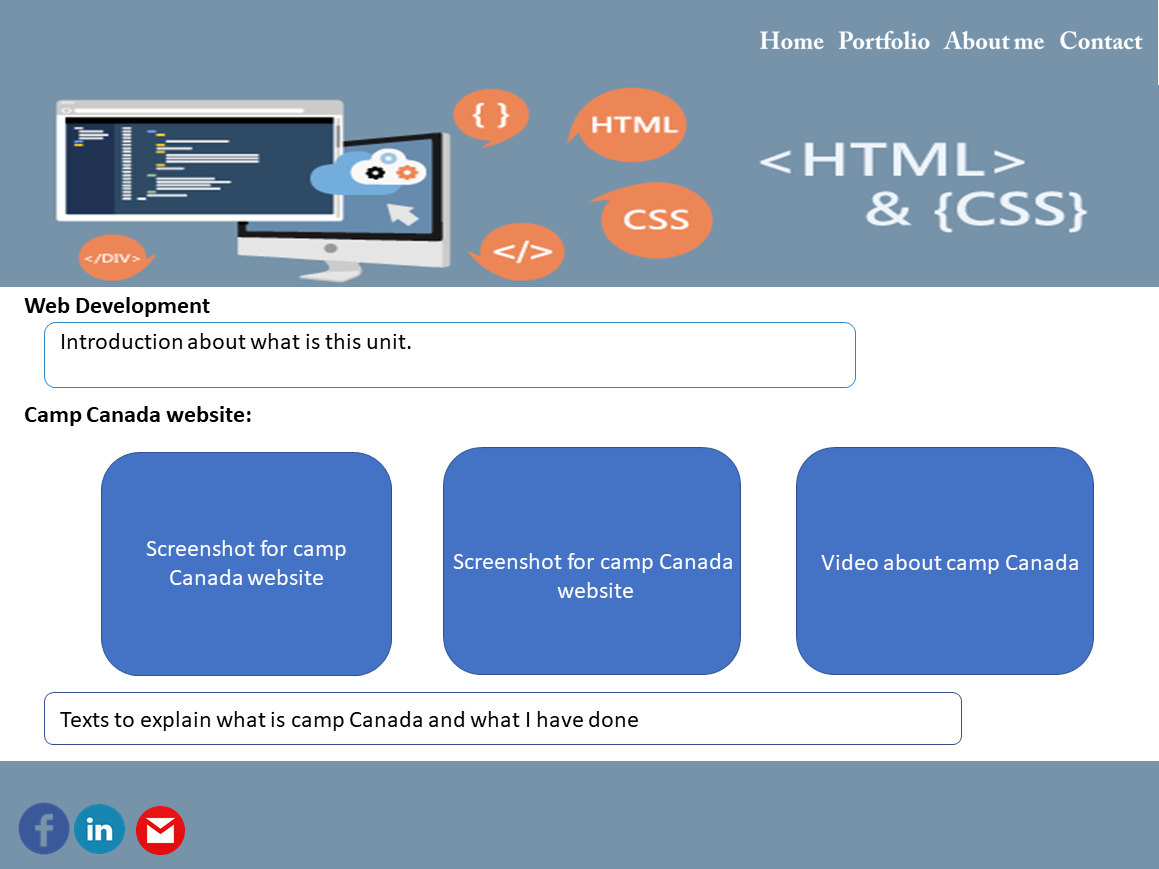 Home Portfolio About me Contact
{ }
HTML
<HTML>
& {CSS}
CSS
</>
</DIV>
Web Development
Introduction about what is this unit.
Camp Canada website:
Screenshot for camp
Canada website
Screenshot for camp Canada
website
Video about camp Canada
Texts to explain what is camp Canada and what I have done
f
in